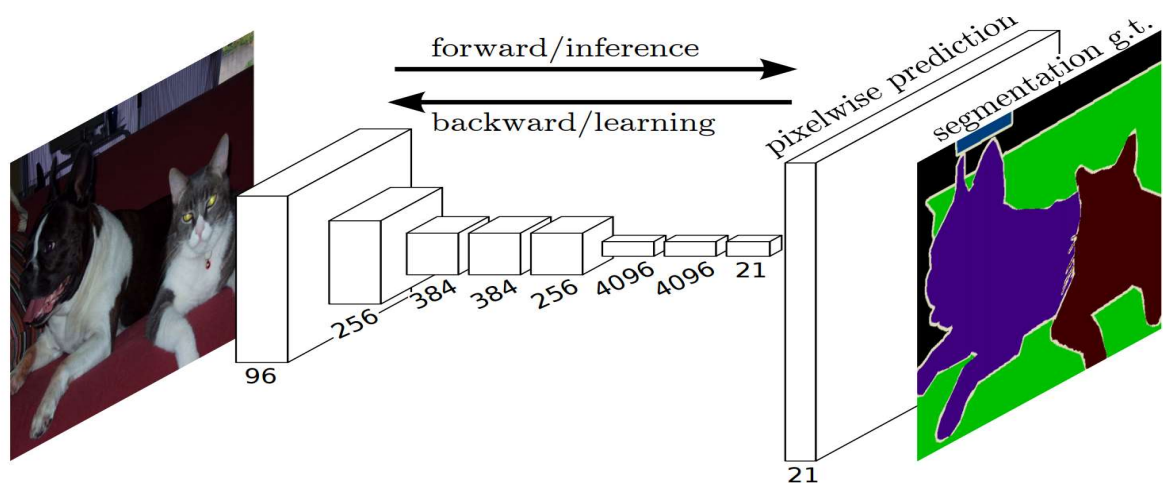 forward/inference
backward/learning
pixelwise prediction
segmentation g.t.
96
256
384
384
256
4096
4096
21
21